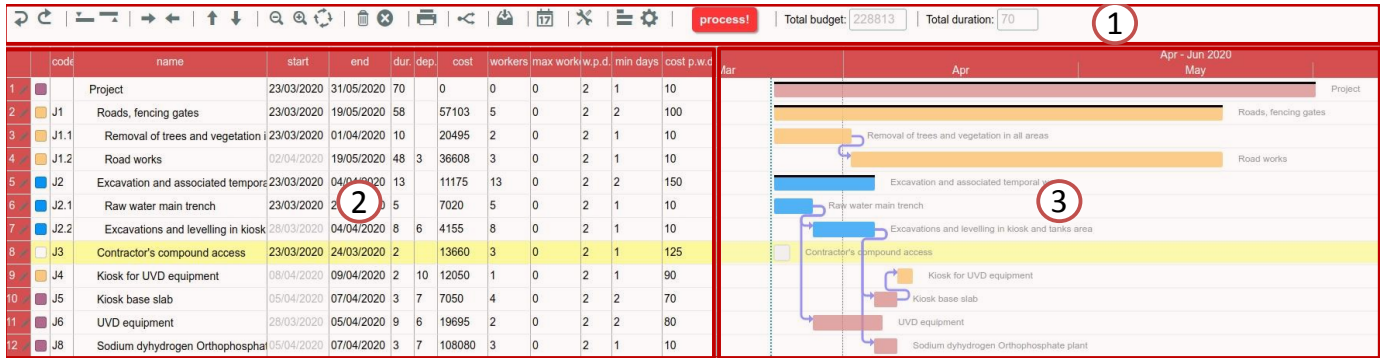 17 process! Total budget: 228813 Total duration: 70 1
code name start end dur. dep. cost workers max work w.p.d. min days cost p.w.d
1 Project 23/03/2020 31/05/2020 70 0 0 0 2 1 10
2 J1 Roads, fencing gates 23/03/2020 19/05/2020 58 57103 5 0 2 2 100
3 J1.1 Removal of trees and vegetation i 23/03/2020 01/04/2020 10 20495 2 0 2 1 10
4 J1.2 Road works 02/04/2020 19/05/2020 48 3 36608 3 0 2 1 10
5 J2 Excavation and associated tempora 23/03/2020 04/04/2020 13 11175 13 0 2 2 150
6 J2.1 Raw water main trench 23/03/2020 2 2020 5 7020 5 0 2 1 10
7 J2.2 Excavations and levelling in kiosk 28/03/2020 04/04/2020 8 6 4155 8 0 2 1 10
8 J3 Contractor's compound access 23/03/2020 24/03/2020 2 13660 3 0 2 1 125
9 J4 Kiosk for UVD equipment 08/04/2020 09/04/2020 2 10 12050 1 0 2 1 90
10 J5 Kiosk base slab 05/04/2020 07/04/2020 3 7 7050 4 0 2 2 70
11 J6 UVD equipment 28/03/2020 05/04/2020 9 6 19695 2 0 2 2 80
12 J8 Sodium dyhydrogen Orthophosphat 05/04/2020 07/04/2020 3 7 108080 3 0 2 1 10
2
Apr - Jun 2020
Mar Apr May
Project
Roads, fencing gates
Removal of trees and vegetation in all areas
Road works
Excavation and associated temporal w
Raw water main trench
3
Excavations and levelling in kiosk and tanks area
Contractor's compound access
Kiosk for UVD equipment
Kiosk base slab
UVD equipment
Sodium dyhydrogen Orthophosphate plant